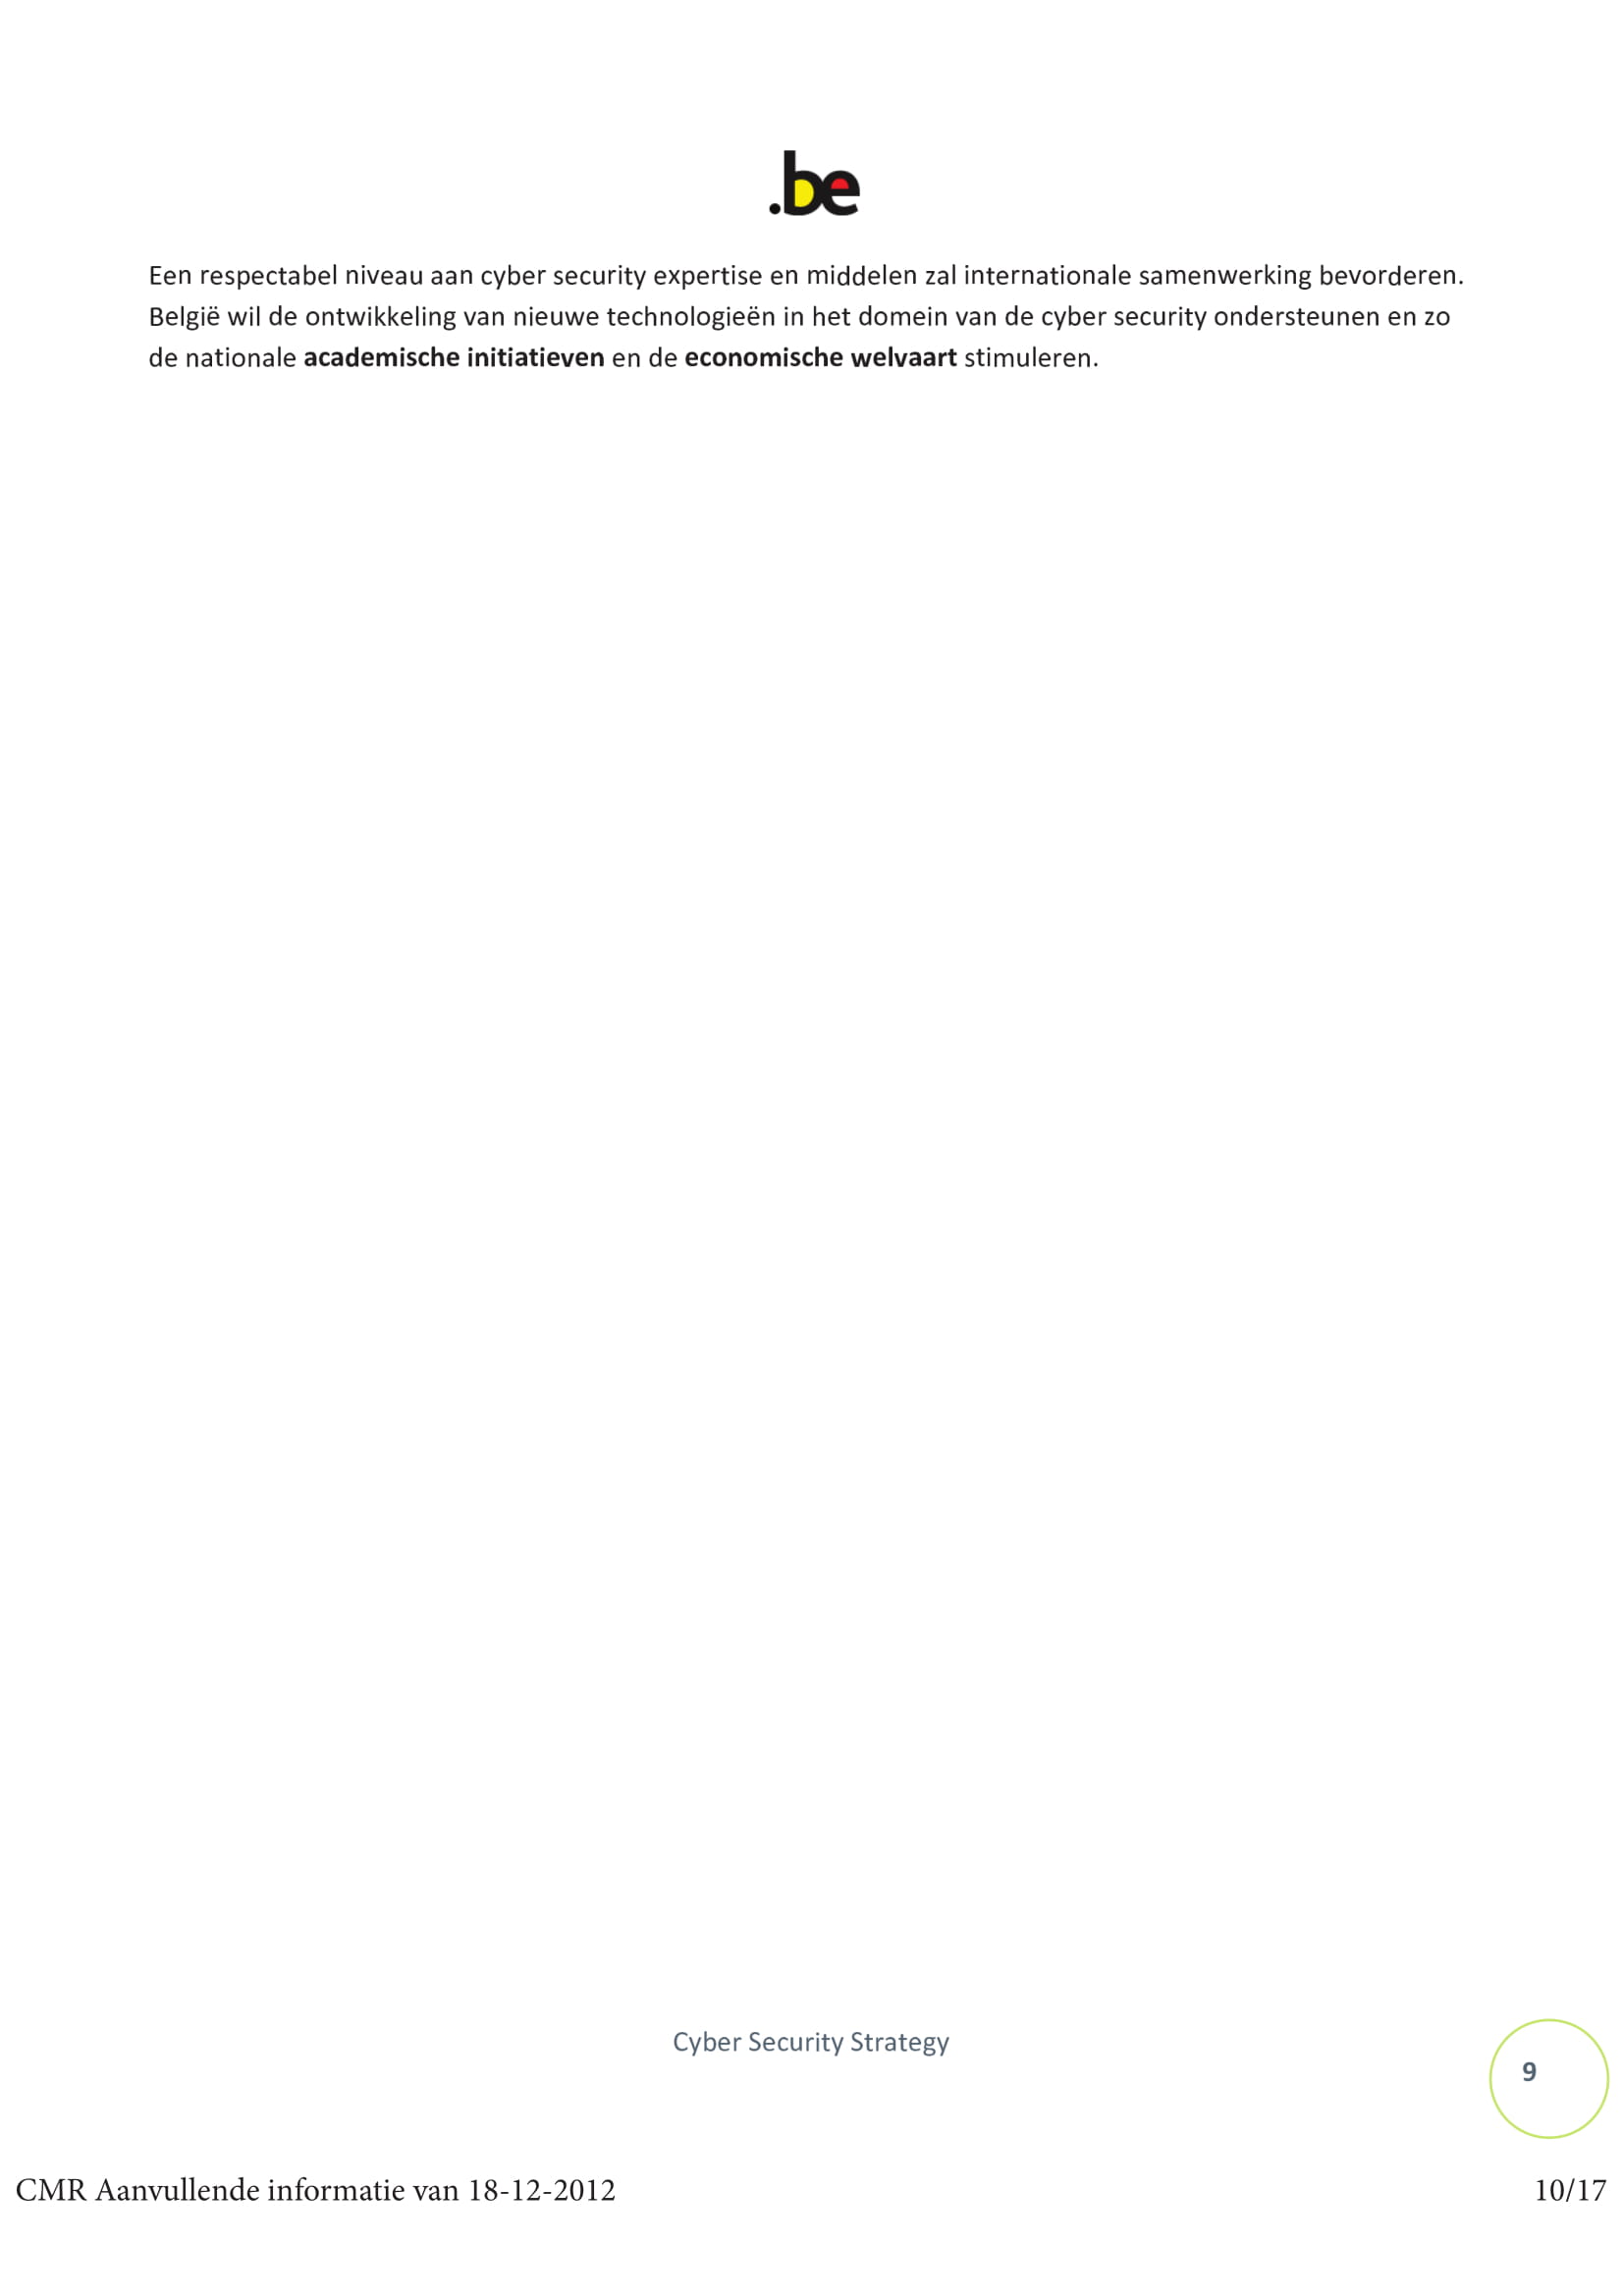 .be
Een respectabel niveau aan cyber security expertise en middelen zal internationale samenwerking bevorderen.
België wil de ontwikkeling van nieuwe technologieën in het domein van de cyber security ondersteunen en zo
de nationale academische initiatieven en de economische welvaart stimuleren.
Cyber Security Strategy
9
CMR Aanvullende informatie van 18-12-2012
10/17